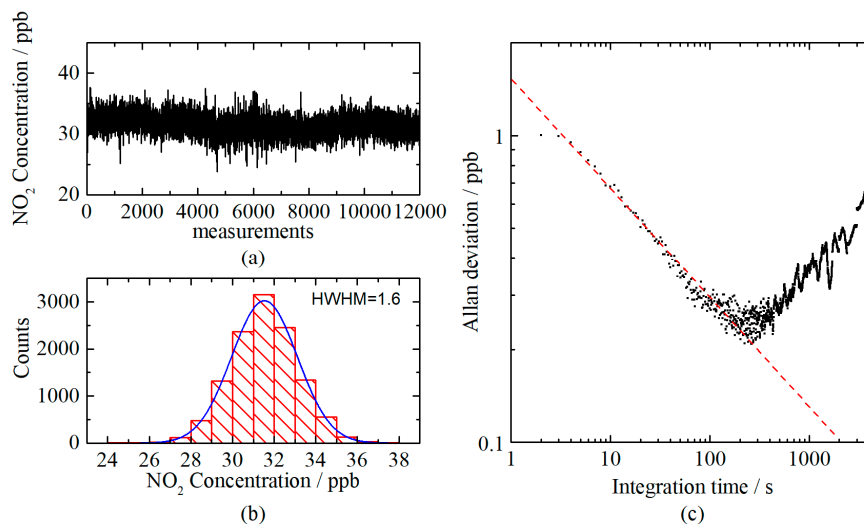 (a)
NO2 Concentration / ppb
45
40
30
20
0 2000 4000 6000 8000 10000 12000
measurements
(a)
(b)
Counts
3000
2000
1000
0
HWHM=1.6
24 26 28 30 32 34 36 38
NO2 Concentration / ppb
(b)
(c)
Allan deviation / ppb
1
0.1
1 10 100 1000
Integration time / s
(c)